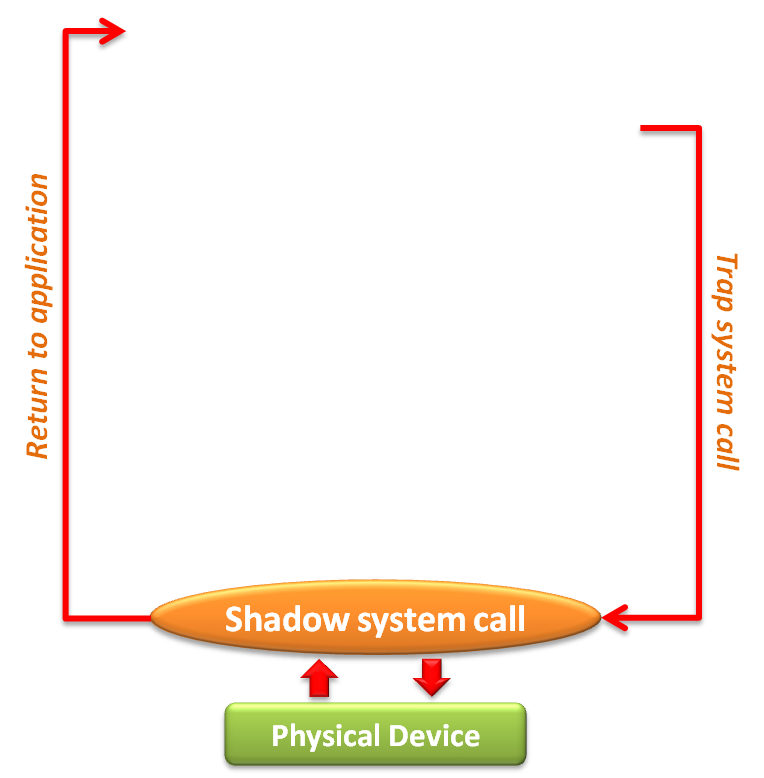 Return to application
Trap system call
Shadow system call
Physical Device